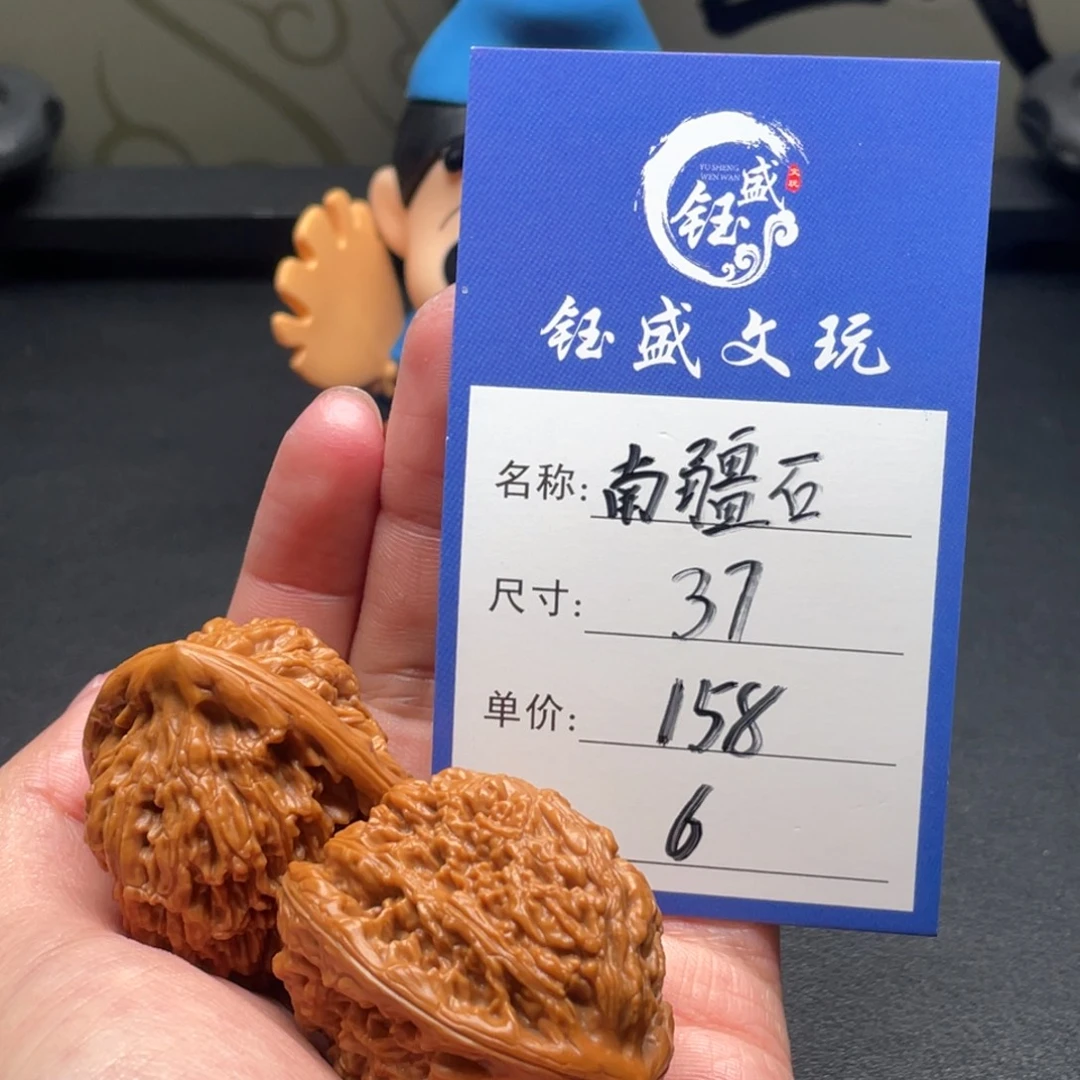 YU SHENG
WEN WAN
盛
钰
文玩
钰盛文玩
名称: 南疆石
尺寸: 37
单价: 158
6